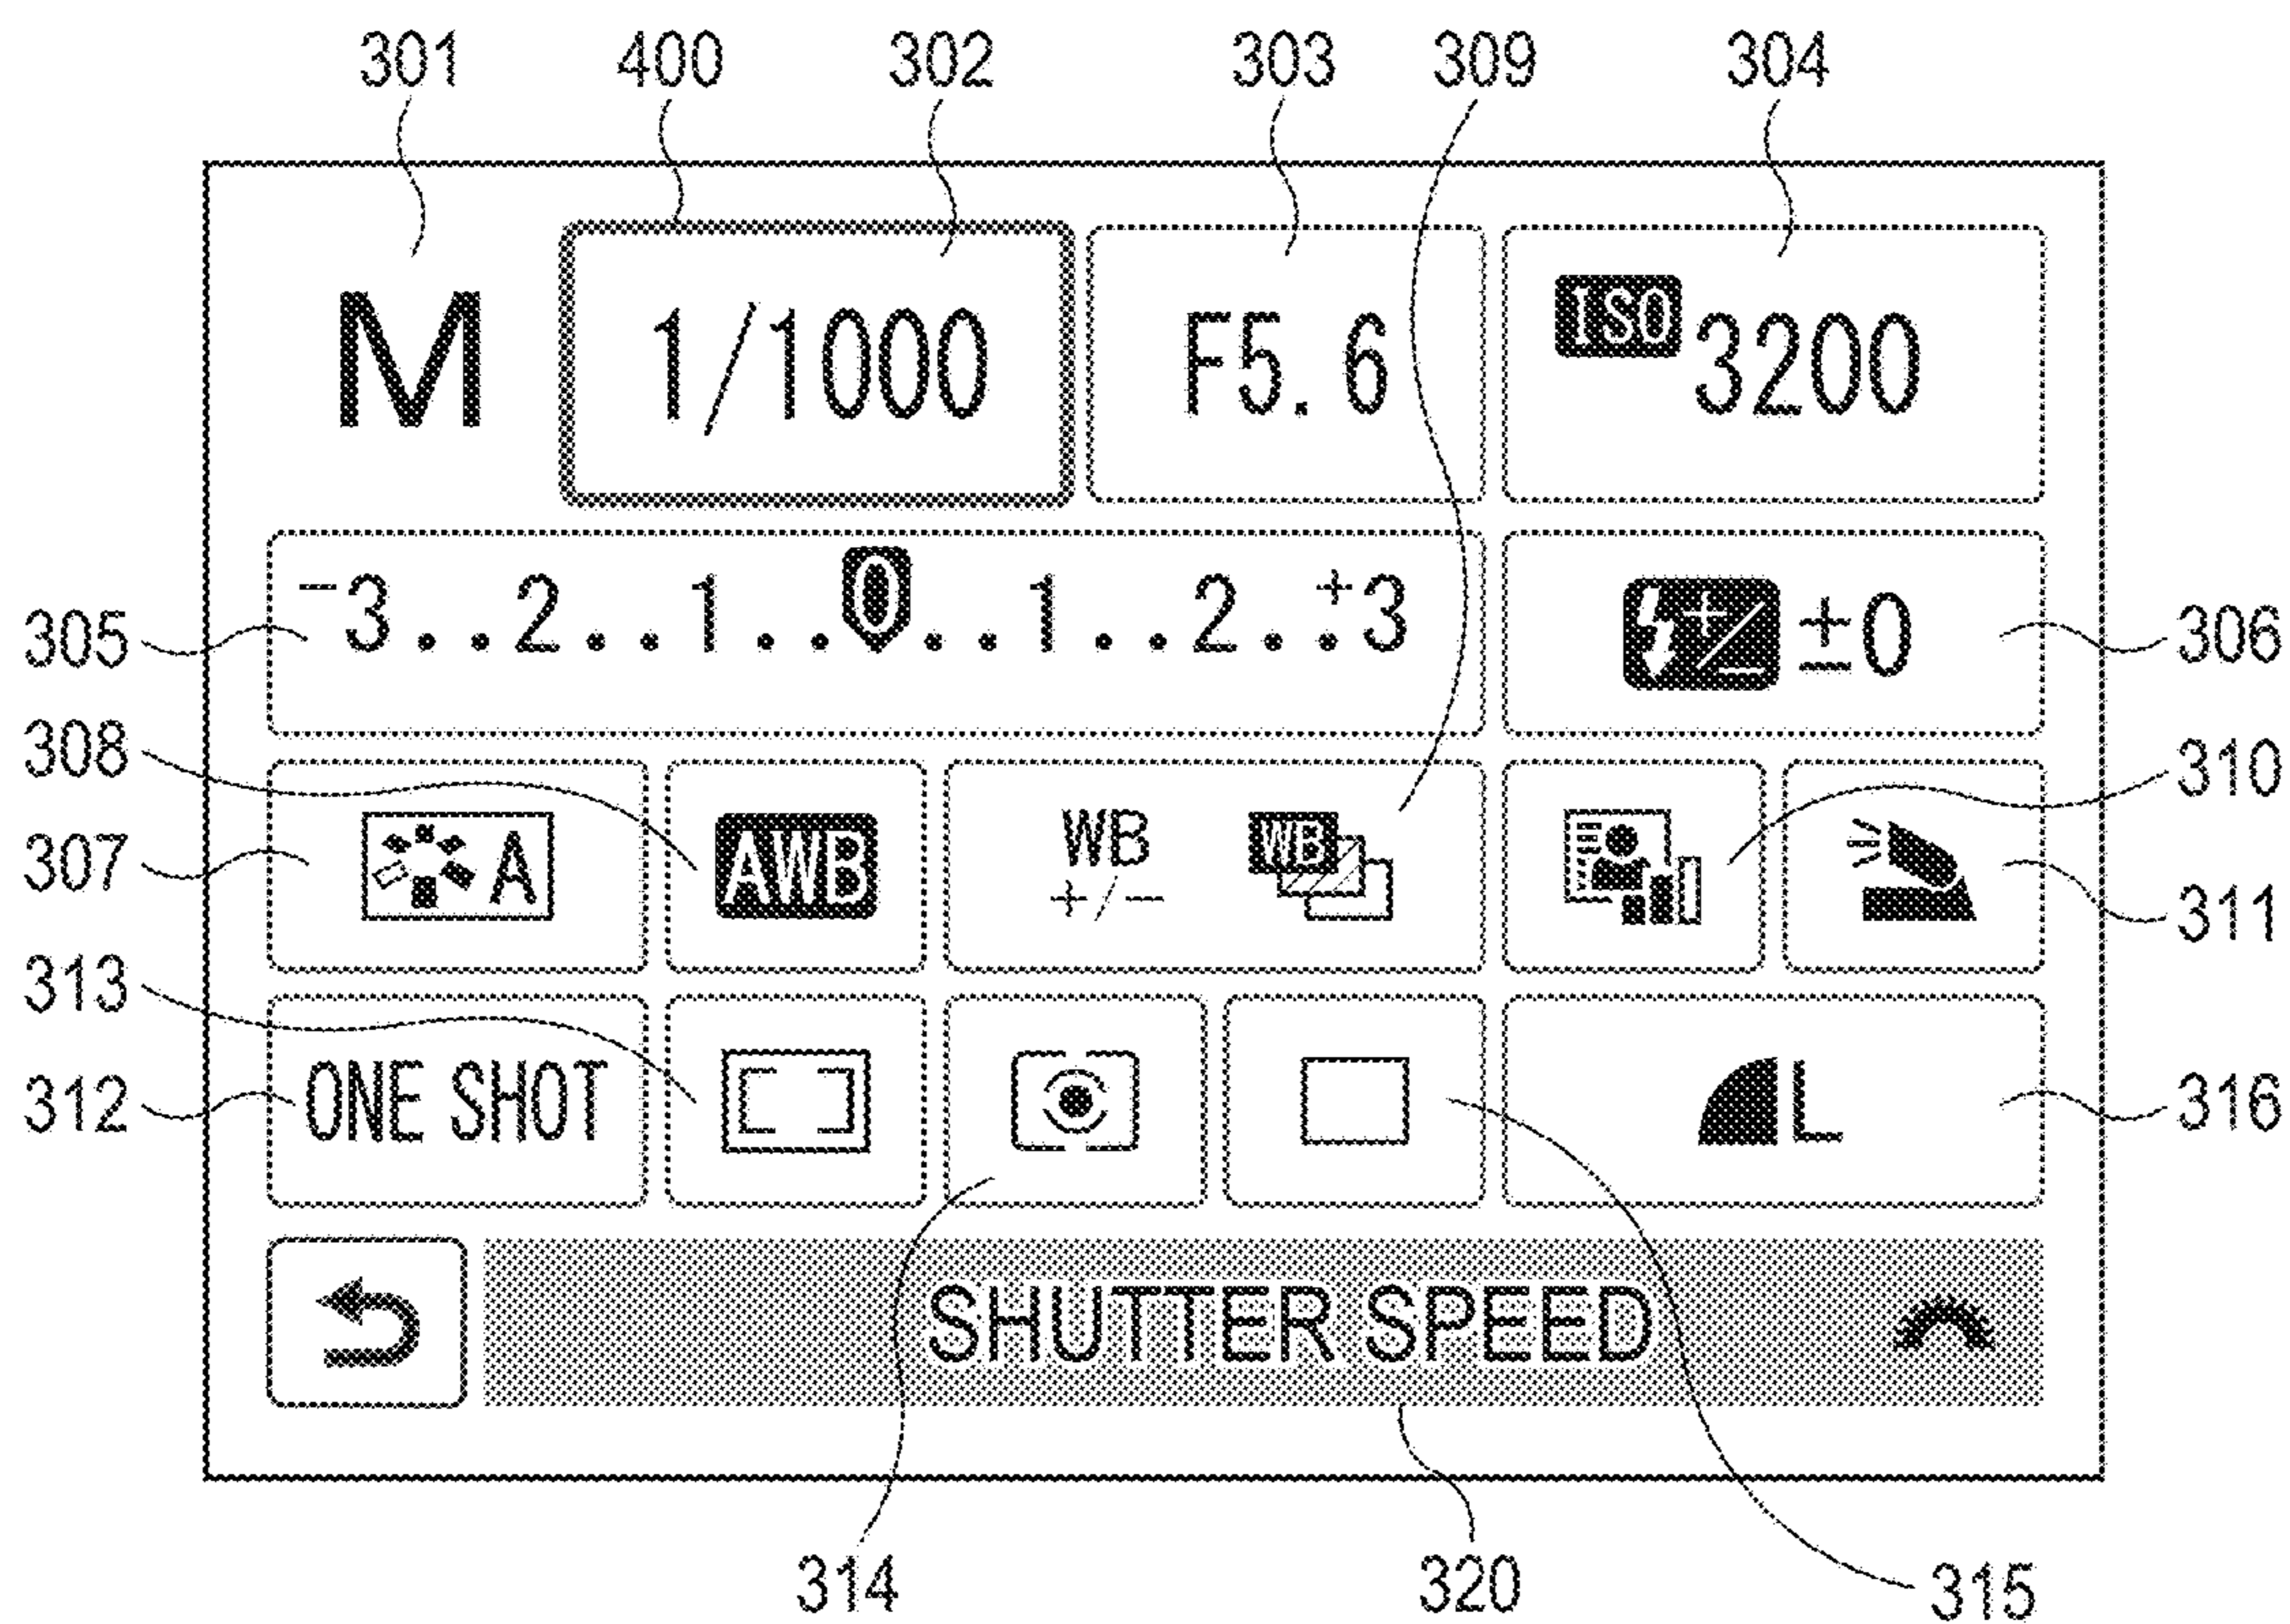 301 400 302 303 309 304
M 1/1000 F5.6 ISO 3200
305 -3..2..1..0..1..2..+3 +/- ±0 306
308 310
307 A AWB WB +/- WB 311
313
312 ONE SHOT L 316
SHUTTER SPEED
314 320 315